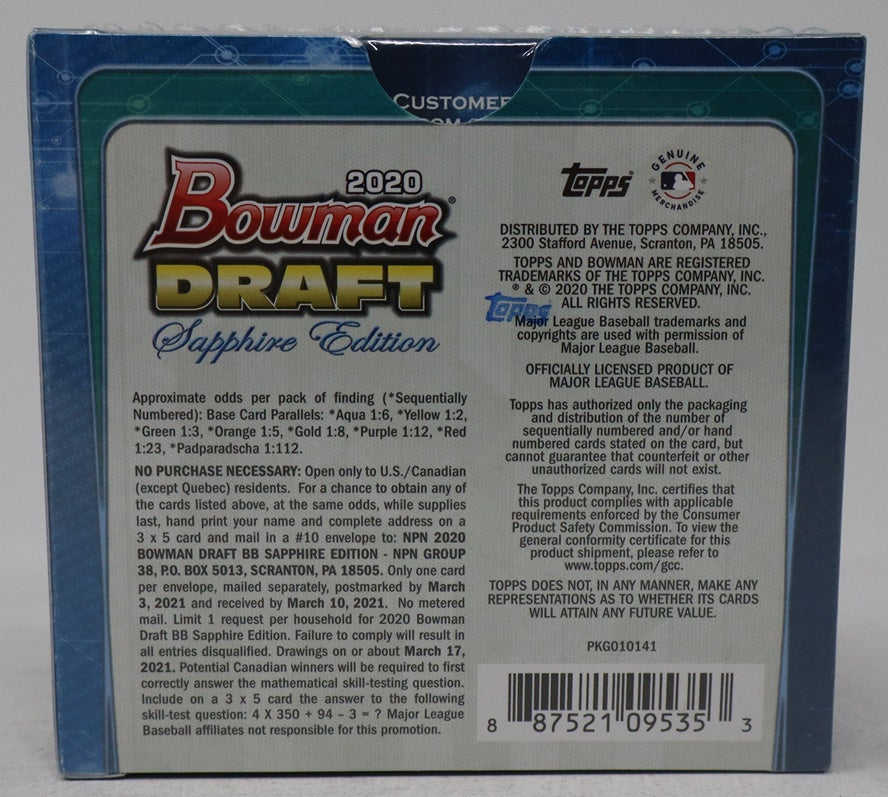 CUSTOMER
2020
Bowman®
DRAFT
Sapphire Edition
Approximate odds per pack of finding (*Sequentially
Numbered): Base Card Parallels: *Aqua 1:6, *Yellow 1:2,
*Green 1:3, *Orange 1:5, *Gold 1:8, *Purple 1:12, *Red
1:23, *Padparadscha 1:112.
NO PURCHASE NECESSARY: Open only to U.S./Canadian
(except Quebec) residents. For a chance to obtain any of
the cards listed above, at the same odds, while supplies
last, hand print your name and complete address on a
3 x 5 card and mail in a #10 envelope to: NPN 2020
BOWMAN DRAFT BB SAPPHIRE EDITION - NPN GROUP
38, P.O. BOX 5013, SCRANTON, PA 18505. Only one card
per envelope, mailed separately, postmarked by March
3, 2021 and received by March 10, 2021. No metered
mail. Limit 1 request per household for 2020 Bowman
Draft BB Sapphire Edition. Failure to comply will result in
all entries disqualified. Drawings on or about March 17,
2021. Potential Canadian winners will be required to first
correctly answer the mathematical skill-testing question.
Include on a 3 x 5 card the answer to the following
skill-test question: 4 X 350 + 94 – 3 = ? Major League
Baseball affiliates not responsible for this promotion.
Topps®
GENUINE
MERCHANDISE
DISTRIBUTED BY THE TOPPS COMPANY, INC.,
2300 Stafford Avenue, Scranton, PA 18505.
TOPPS AND BOWMAN ARE REGISTERED
TRADEMARKS OF THE TOPPS COMPANY, INC.
® & © 2020 THE TOPPS COMPANY, INC.
ALL RIGHTS RESERVED.
Topps
Major League Baseball trademarks and
copyrights are used with permission of
Major League Baseball.
OFFICIALLY LICENSED PRODUCT OF
MAJOR LEAGUE BASEBALL.
Topps has authorized only the packaging
and distribution of the number of
sequentially numbered and/or hand
numbered cards stated on the card, but
cannot guarantee that counterfeit or other
unauthorized cards will not exist.
The Topps Company, Inc. certifies that
this product complies with applicable
requirements enforced by the Consumer
Product Safety Commission. To view the
general conformity certificate for this
product shipment, please refer to
www.topps.com/gcc.
TOPPS DOES NOT, IN ANY MANNER, MAKE ANY
REPRESENTATIONS AS TO WHETHER ITS CARDS
WILL ATTAIN ANY FUTURE VALUE.
PKG010141
8 87521 09535 3